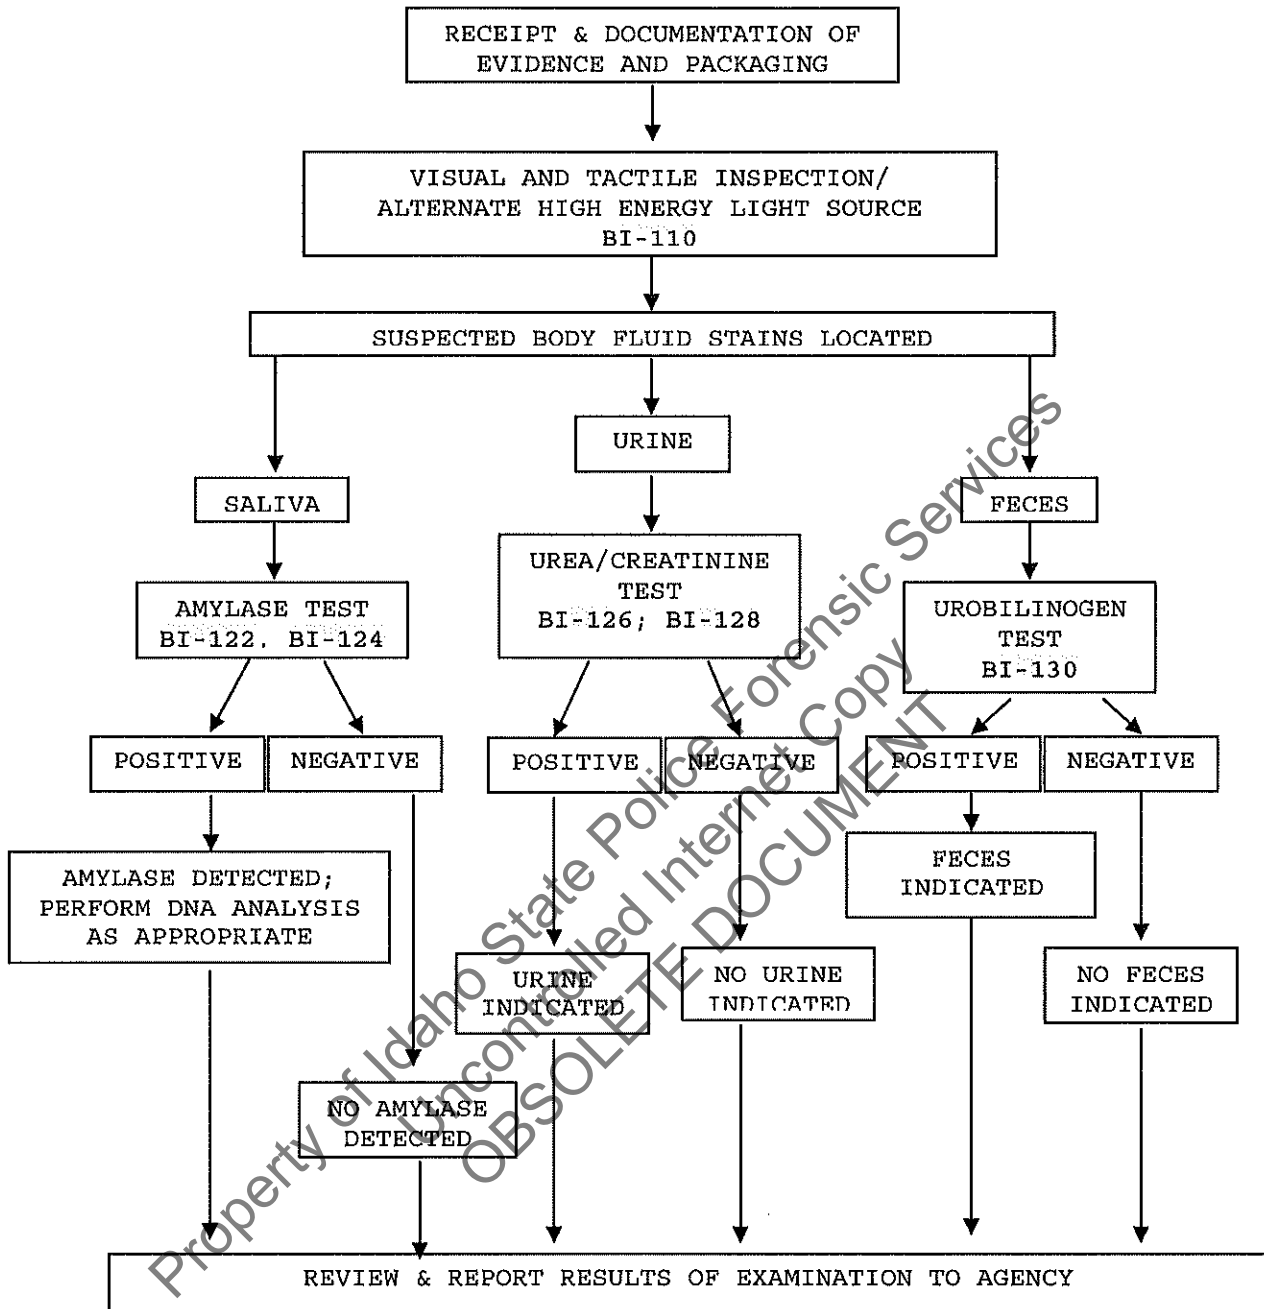 RECEIPT & DOCUMENTATION OF
EVIDENCE AND PACKAGING
VISUAL AND TACTILE INSPECTION/
ALTERNATE HIGH ENERGY LIGHT SOURCE
BI-110
SUSPECTED BODY FLUID STAINS LOCATED
SALIVA
URINE
FECES
AMYLASE TEST
BI-122, BI-124
UREA/CREATININE
TEST
BI-126; BI-128
UROBILINOGEN
TEST
BI-130
POSITIVE
NEGATIVE
POSITIVE
NEGATIVE
POSITIVE
NEGATIVE
AMYLASE DETECTED;
PERFORM DNA ANALYSIS
AS APPROPRIATE
NO AMYLASE
DETECTED
URINE
INDICATED
NO URINE
INDICATED
FECES
INDICATED
NO FECES
INDICATED
REVIEW & REPORT RESULTS OF EXAMINATION TO AGENCY
Property of Idaho State Police Forensic Services
Uncontrolled Internet Copy
OBSOLETE DOCUMENT